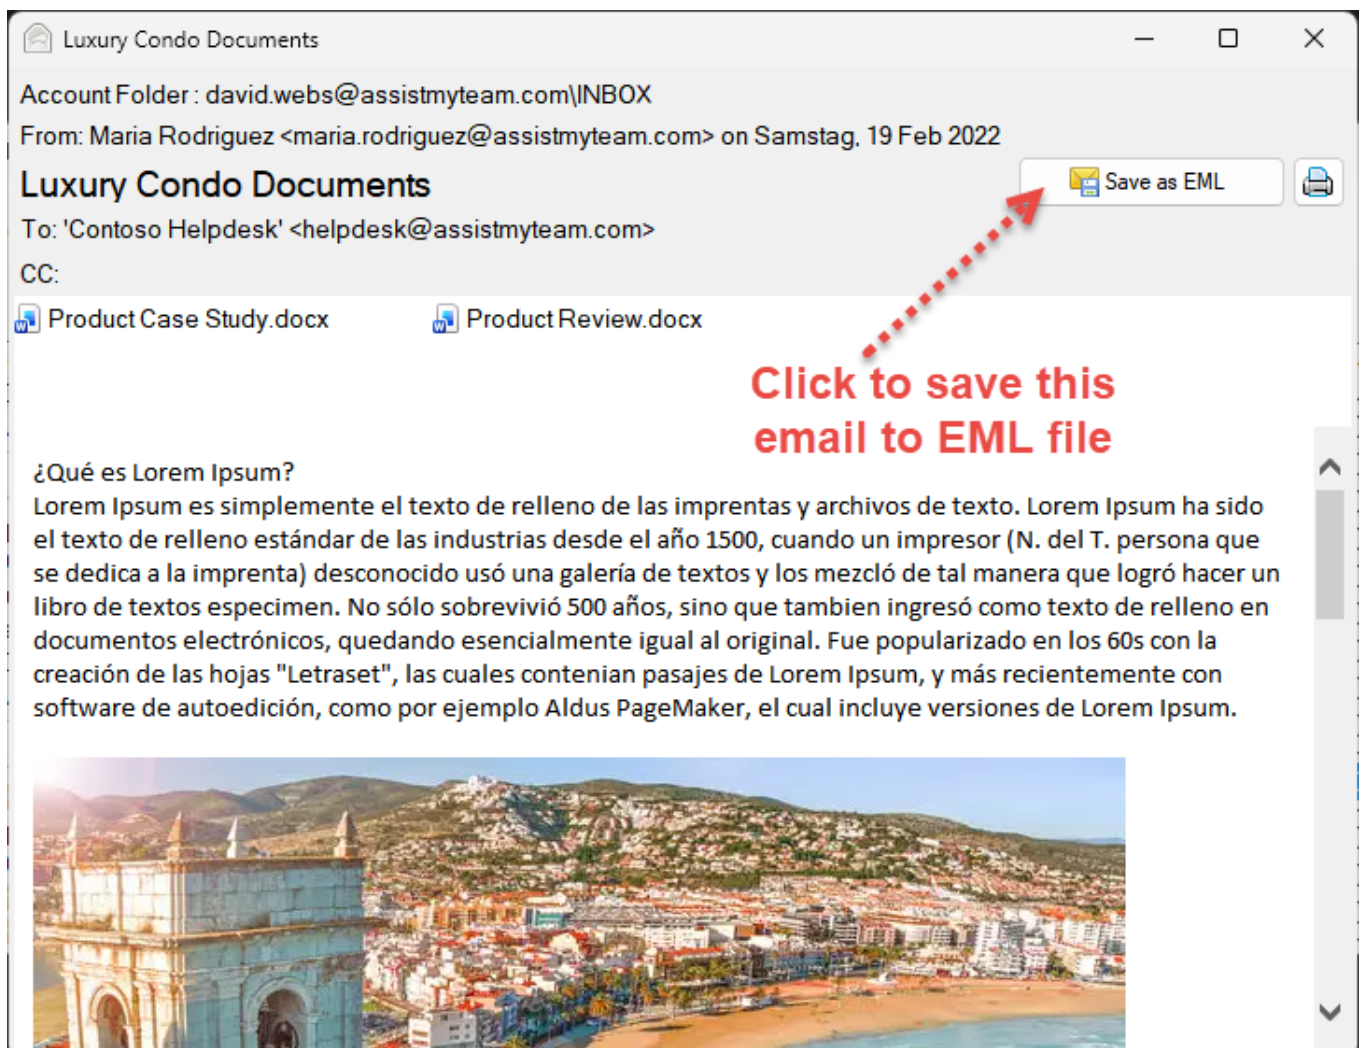 Luxury Condo Documents
Account Folder : david.webs@assistmyteam.com\INBOX
From: Maria Rodriguez <maria.rodriguez@assistmyteam.com> on Samstag, 19 Feb 2022
Luxury Condo Documents
Save as EML
To: 'Contoso Helpdesk' <helpdesk@assistmyteam.com>
CC:
Product Case Study.docx
Product Review.docx
Click to save this
email to EML file
¿Qué es Lorem Ipsum?
Lorem Ipsum es simplemente el texto de relleno de las imprentas y archivos de texto. Lorem Ipsum ha sido
el texto de relleno estándar de las industrias desde el año 1500, cuando un impresor (N. del T. persona que
se dedica a la imprenta) desconocido usó una galería de textos y los mezcló de tal manera que logró hacer un
libro de textos especimen. No sólo sobrevivió 500 años, sino que tambien ingresó como texto de relleno en
documentos electrónicos, quedando esencialmente igual al original. Fue popularizado en los 60s con la
creación de las hojas "Letraset", las cuales contenian pasajes de Lorem Ipsum, y más recientemente con
software de autoedición, como por ejemplo Aldus PageMaker, el cual incluye versiones de Lorem Ipsum.